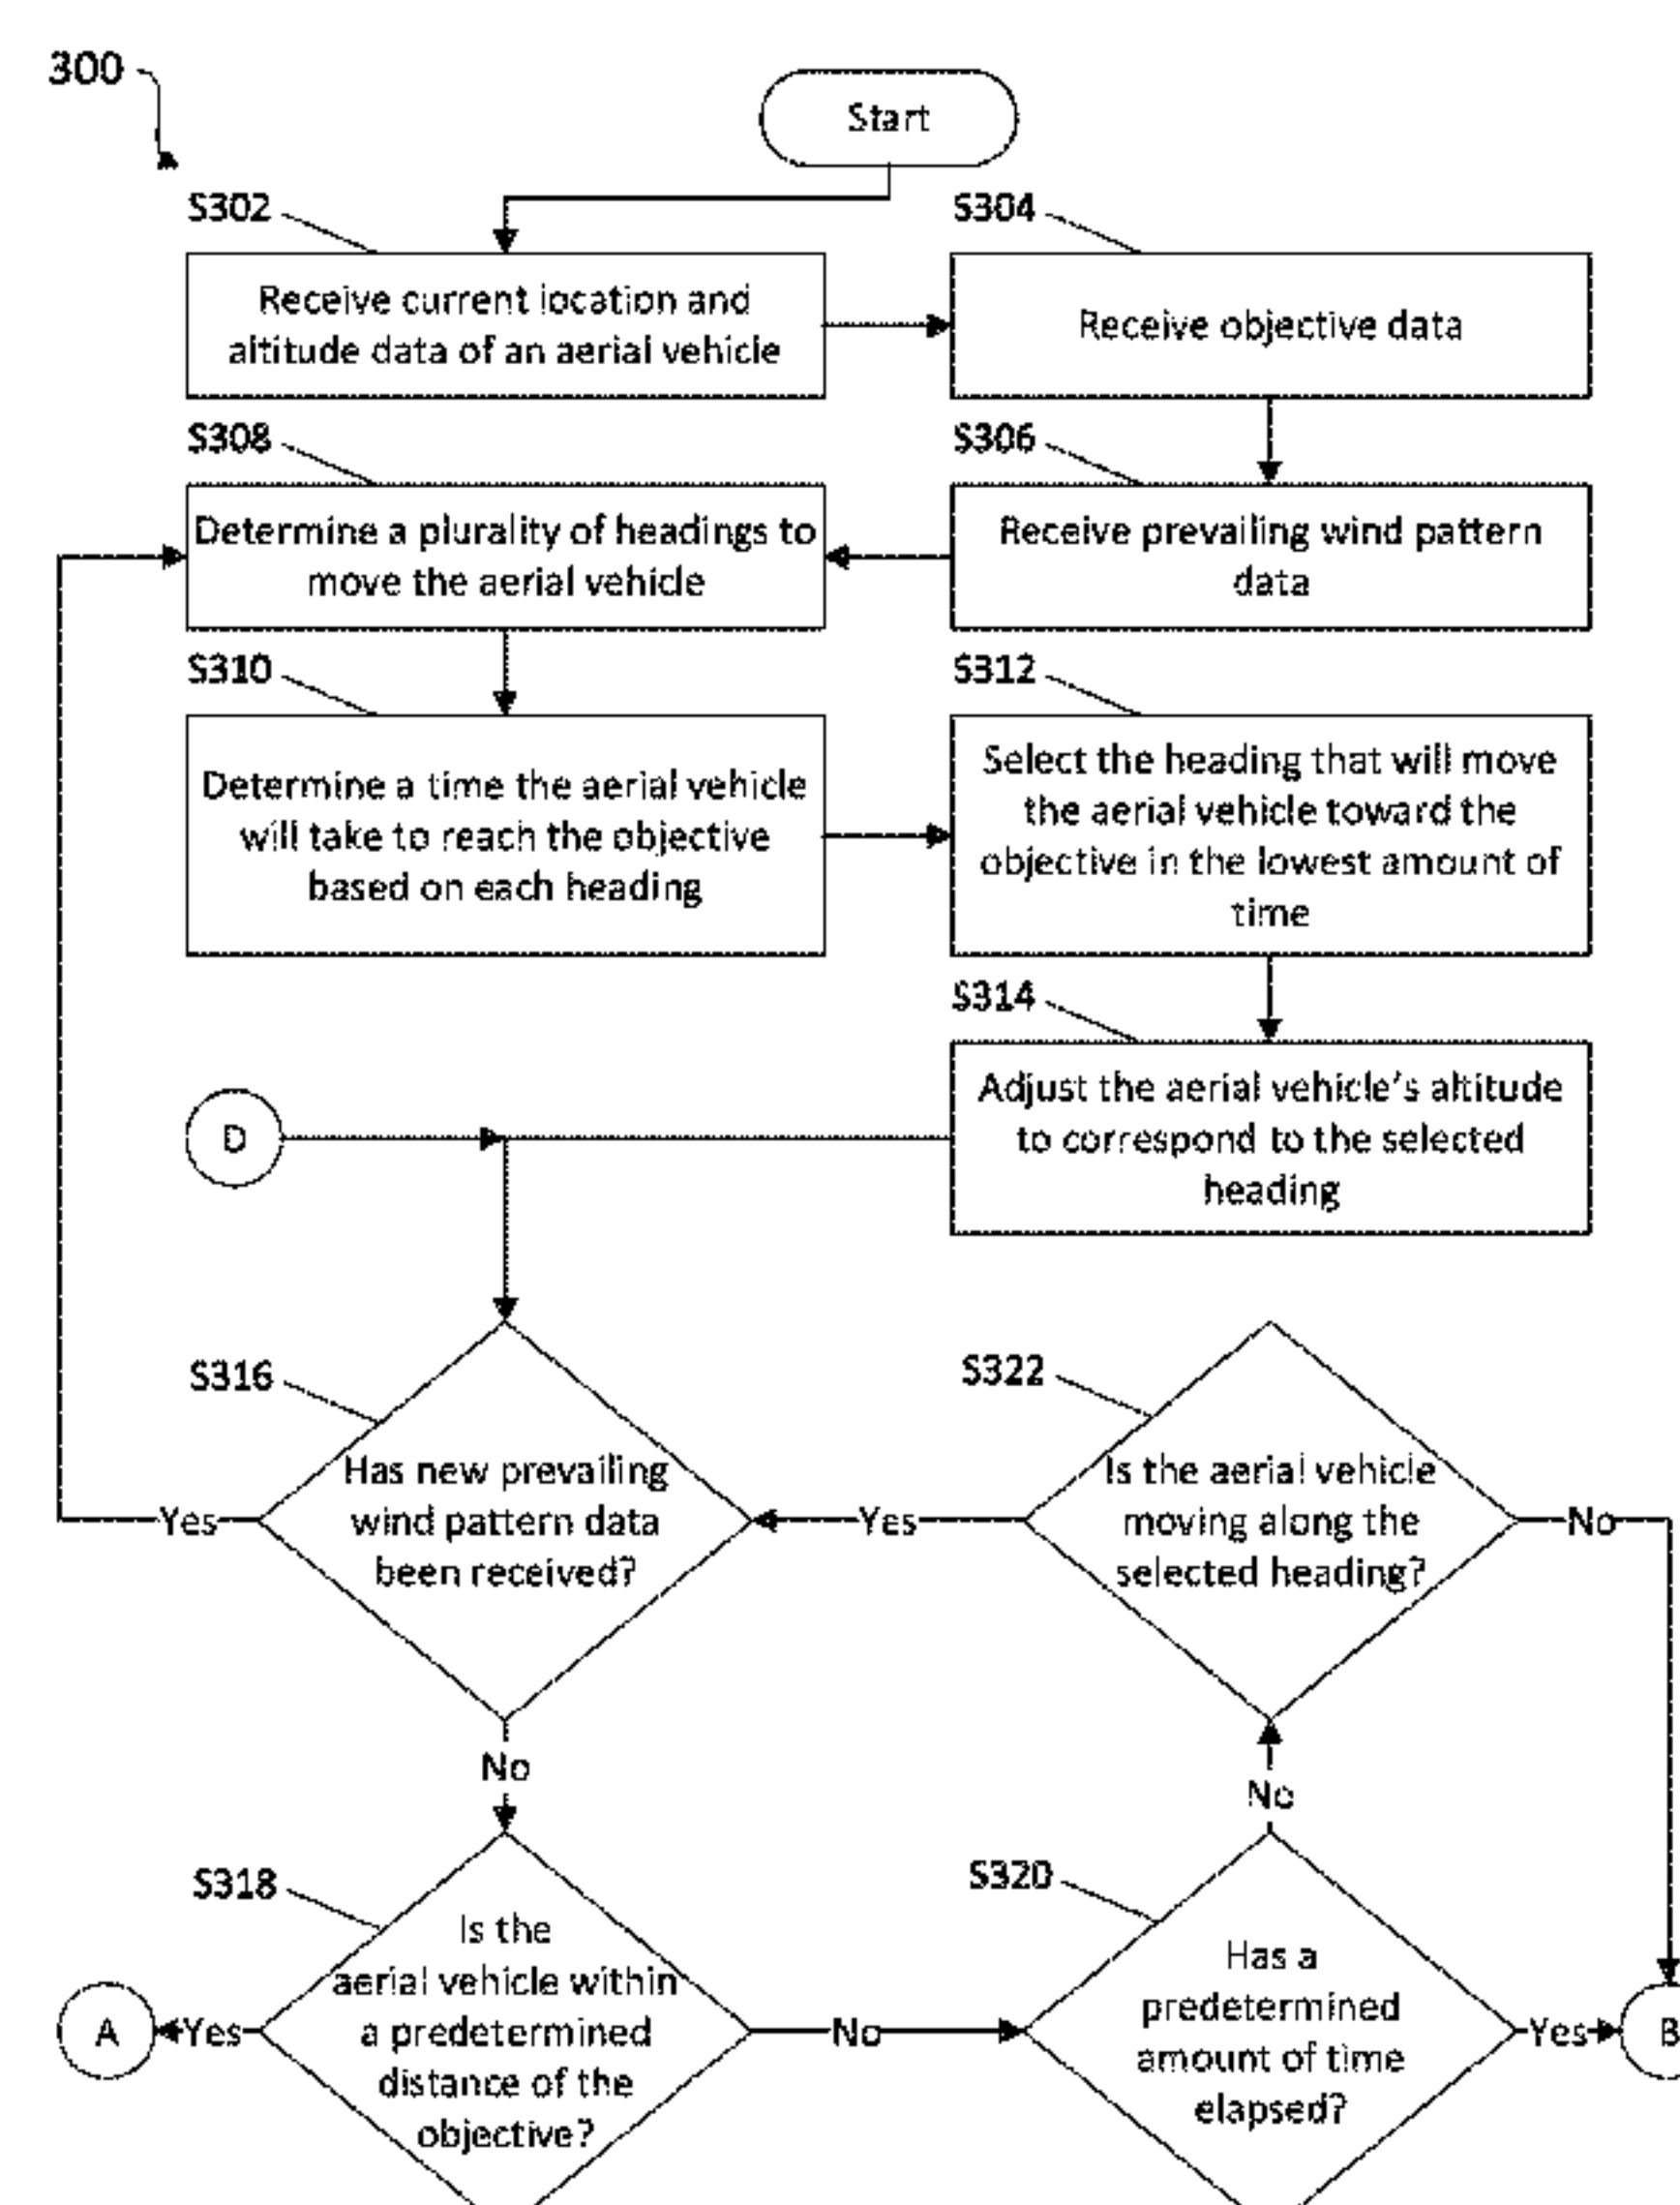 300
Start
S302
Receive current location and
altitude data of an aerial vehicle
S304
Receive objective data
S308
Determine a plurality of headings to
move the aerial vehicle
S306
Receive prevailing wind pattern
data
S310
Determine a time the aerial vehicle
will take to reach the objective
based on each heading
S312
Select the heading that will move
the aerial vehicle toward the
objective in the lowest amount of
time
S314
Adjust the aerial vehicle's altitude
to correspond to the selected
heading
D
S316
Has new prevailing
wind pattern data
been received?
Yes
S322
Is the aerial vehicle
moving along the
selected heading?
Yes
No
No
No
S318
Is the
aerial vehicle within
a predetermined
distance of the
objective?
A
Yes
No
S320
Has a
predetermined
amount of time
elapsed?
Yes
B